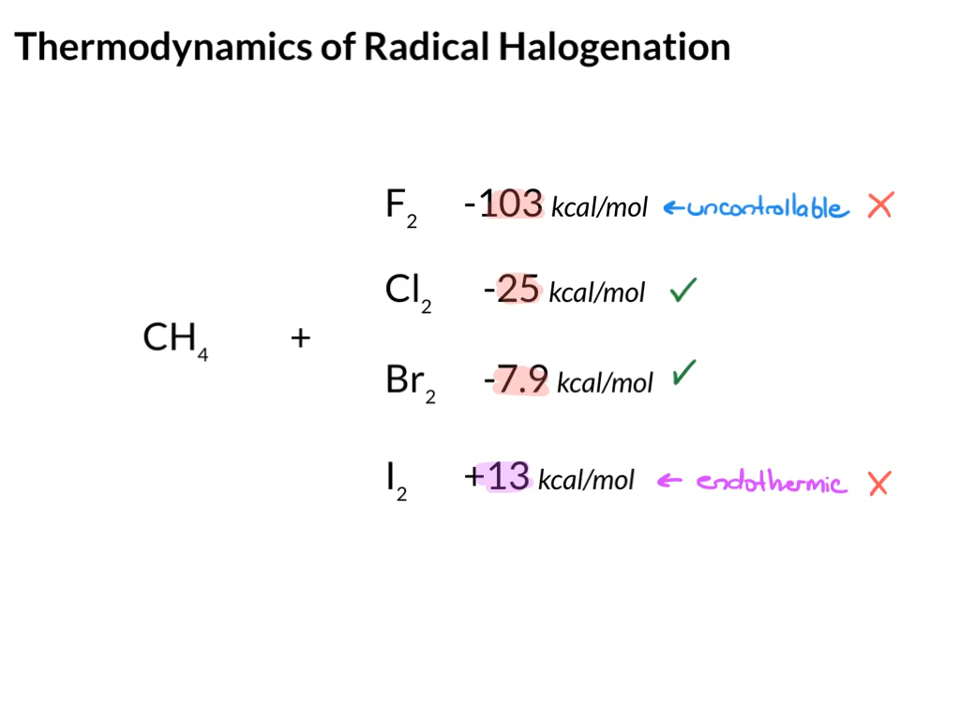 Thermodynamics of Radical Halogenation
F₂ -103 kcal/mol ←uncontrollable ✗
Cl₂ -25 kcal/mol ✓
CH₄ +
Br₂ -7.9 kcal/mol ✓
I₂ +13 kcal/mol ← endothermic ✗